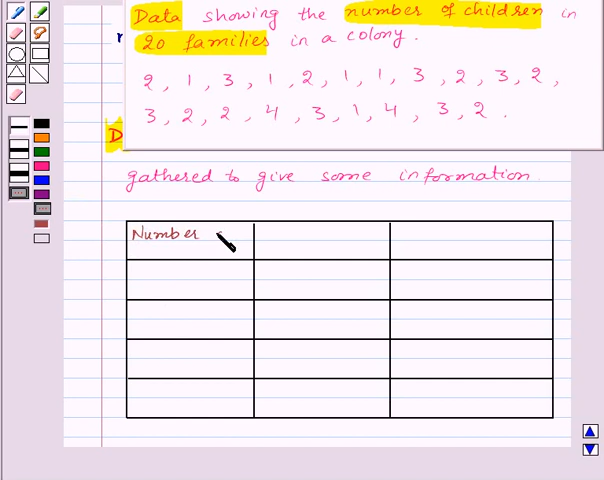 Data showing the number of children in
20 families in a colony.
2, 1, 3, 1, 2, 1, 1, 3, 2, 3, 2,
3, 2, 2, 4, 3, 1, 4, 3, 2.
D
gathered to give some information.
Number